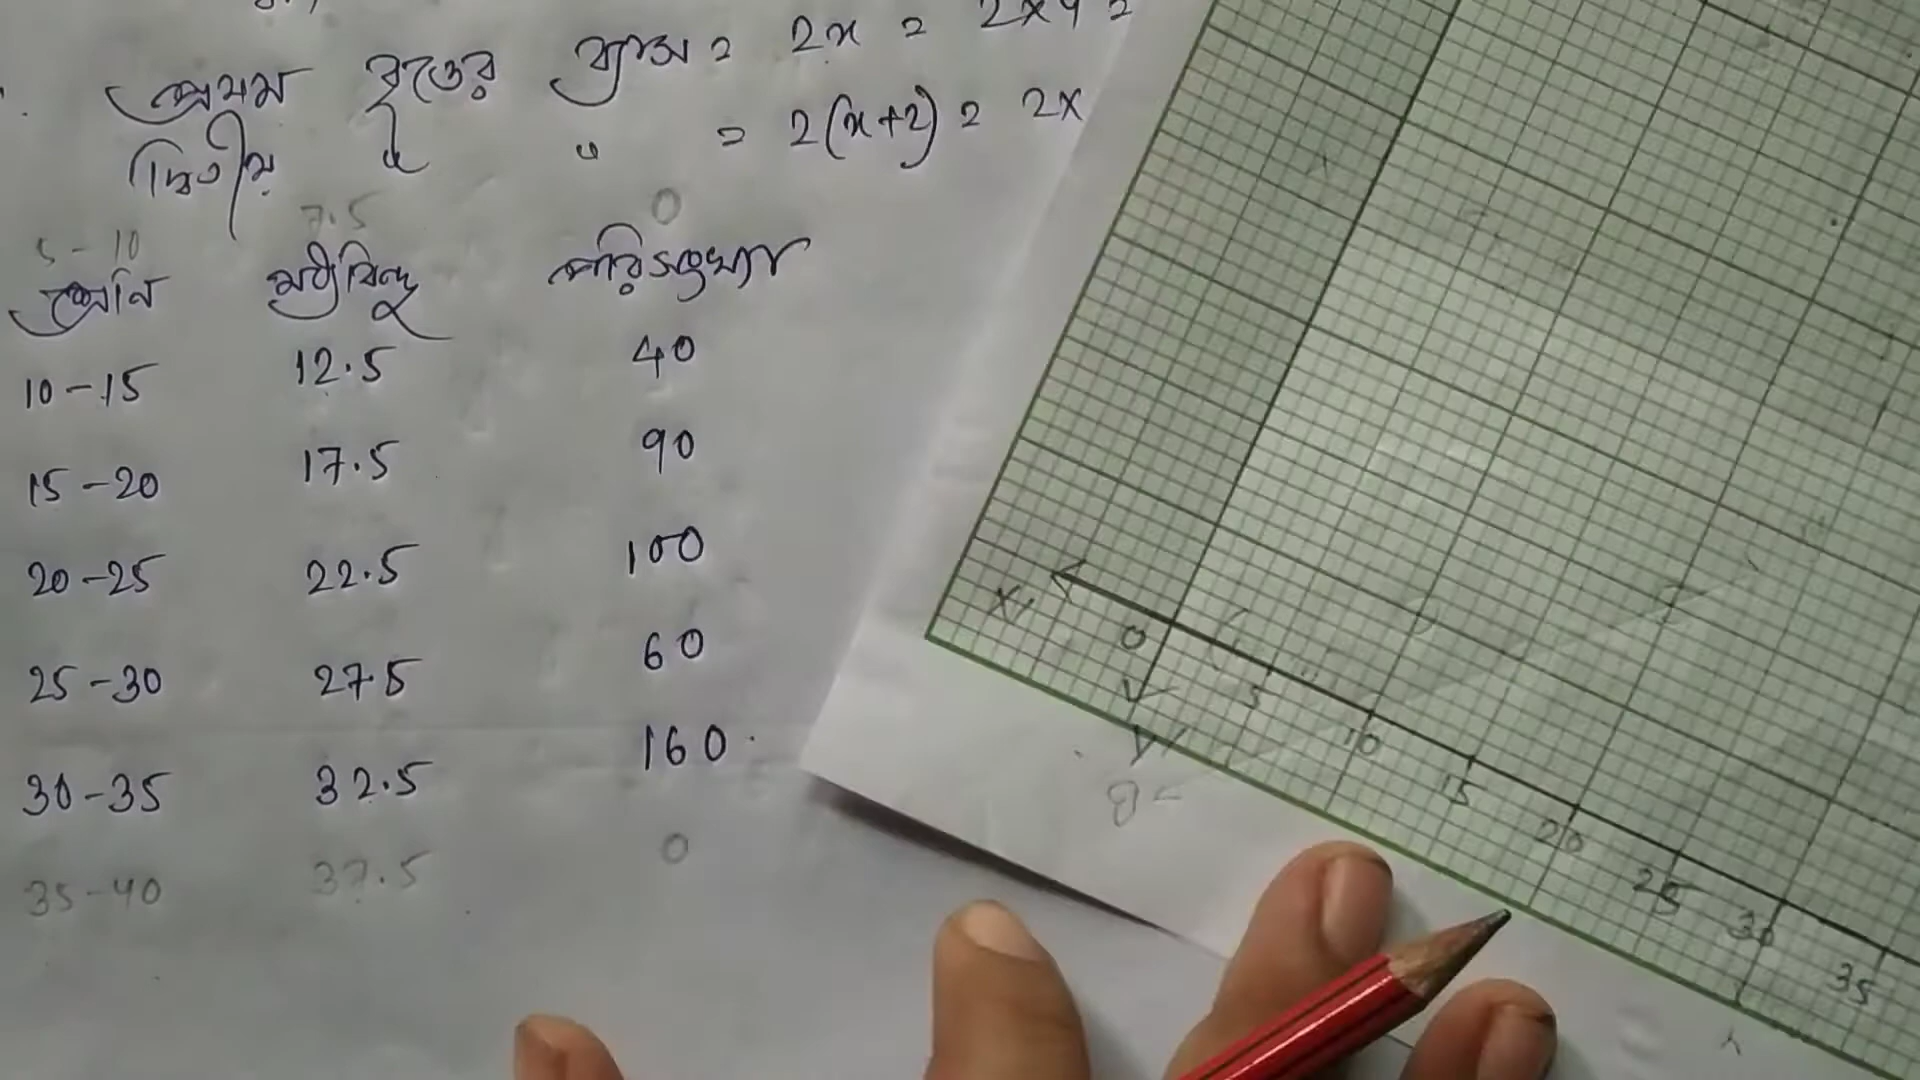 প্রথম বৃত্তের ব্যাস = 2x = 2x4 =
দ্বিতীয় " " = 2(x+2) = 2x
5-10 7.5 0
শ্রেনি মধ্যবিন্দু পরিসংখ্যা
10-15 12.5 40
15-20 17.5 90
20-25 22.5 100
25-30 27.5 60
30-35 32.5 160
35-40 37.5 0
X' 0 5 10 15 20 25 30 35
Y'